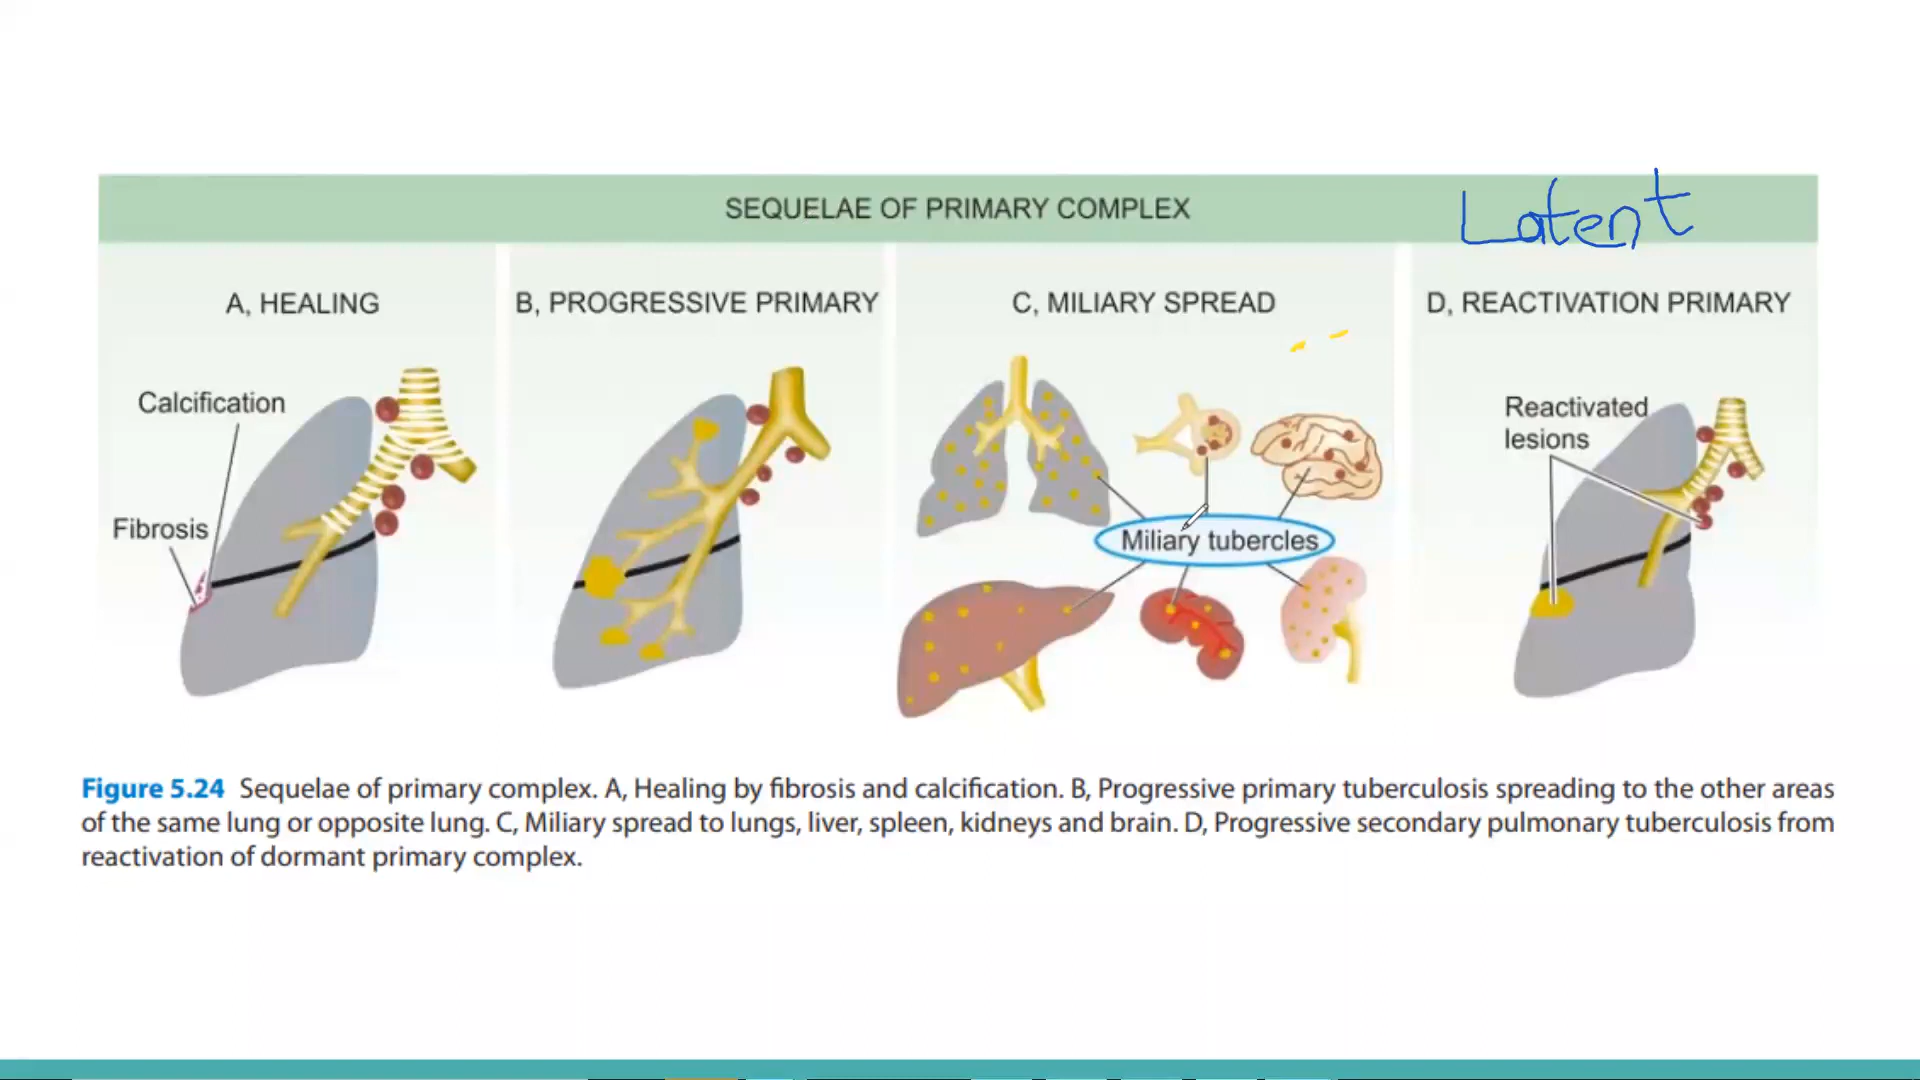 SEQUELAE OF PRIMARY COMPLEX
Latent
A, HEALING
Calcification
Fibrosis
B, PROGRESSIVE PRIMARY
C, MILIARY SPREAD
Miliary tubercles
D, REACTIVATION PRIMARY
Reactivated
lesions
Figure 5.24 Sequelae of primary complex. A, Healing by fibrosis and calcification. B, Progressive primary tuberculosis spreading to the other areas
of the same lung or opposite lung. C, Miliary spread to lungs, liver, spleen, kidneys and brain. D, Progressive secondary pulmonary tuberculosis from
reactivation of dormant primary complex.